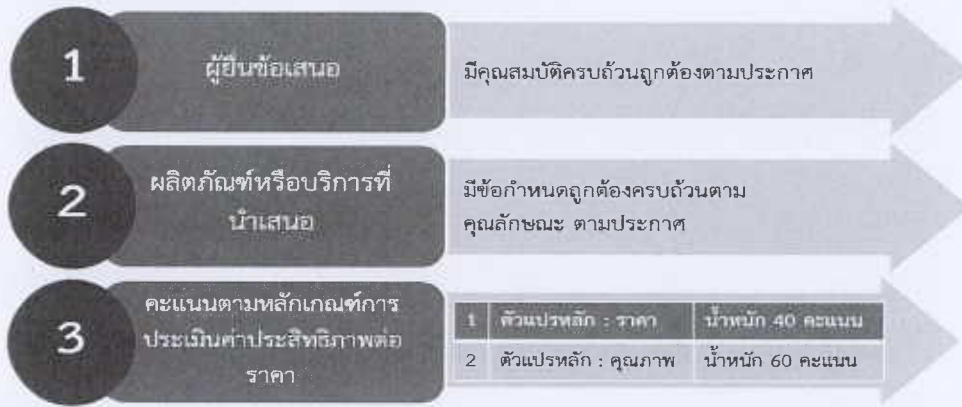 1
ผู้ยื่นข้อเสนอ
มีคุณสมบัติครบถ้วนถูกต้องตามประกาศ
2
ผลิตภัณฑ์หรือบริการที่
นำเสนอ
มีข้อกำหนดถูกต้องครบถ้วนตาม
คุณลักษณะ ตามประกาศ
3
คะแนนตามหลักเกณฑ์การ
ประเมินค่าประสิทธิภาพต่อ
ราคา
1 ตัวแปรหลัก : ราคา น้ำหนัก 40 คะแนน
2 ตัวแปรหลัก : คุณภาพ น้ำหนัก 60 คะแนน